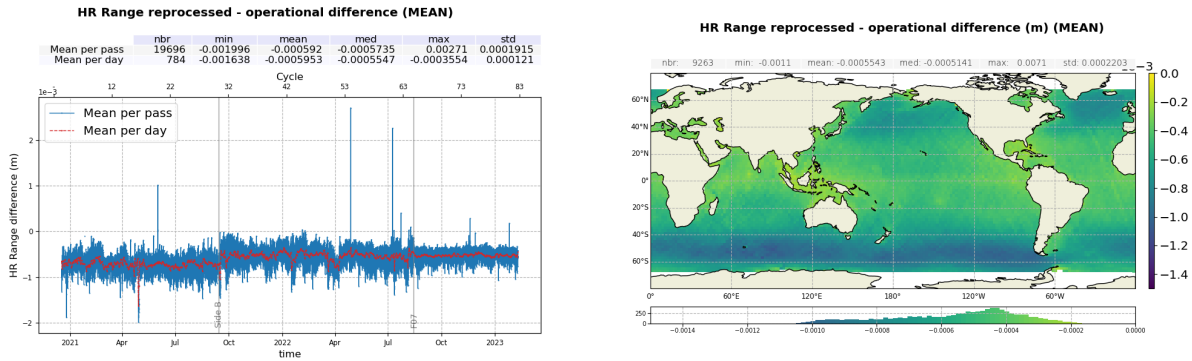 HR Range reprocessed - operational difference (MEAN)
nbr min mean med max std
Mean per pass 19696 -0.001996 -0.000592 -0.0005735 0.00271 0.0001915
Mean per day 784 -0.001638 -0.0005953 -0.0005547 -0.0003554 0.000121
Cycle
12 22 32 42 53 63 73 83
1e−3
Mean per pass
Mean per day
2
1
0
−1
−2
HR Range difference (m)
Side B
F07
2021 Apr Jul Oct 2022 Apr Jul Oct 2023
time
HR Range reprocessed - operational difference (m) (MEAN)
nbr: 9263 min: -0.0011 mean: -0.0005543 med: -0.0005141 max: 0.0071 std: 0.0002203
−3
60°N
40°N
20°N
0°
20°S
40°S
60°S
0° 60°E 120°E 180° 120°W 60°W
0.0
−0.2
−0.4
−0.6
−0.8
−1.0
−1.2
−1.4
250
0
−0.0014 −0.0012 −0.0010 −0.0008 −0.0006 −0.0004 −0.0002 0.0000